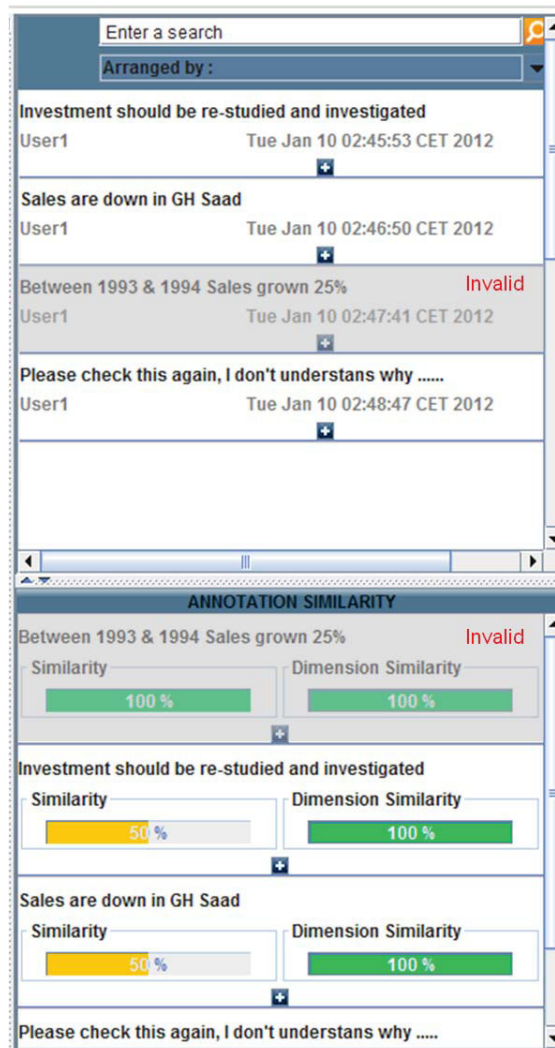 Enter a search
Arranged by :
Investment should be re-studied and investigated
User1 Tue Jan 10 02:45:53 CET 2012
Sales are down in GH Saad
User1 Tue Jan 10 02:46:50 CET 2012
Between 1993 & 1994 Sales grown 25% Invalid
User1 Tue Jan 10 02:47:41 CET 2012
Please check this again, I don't understans why ......
User1 Tue Jan 10 02:48:47 CET 2012
ANNOTATION SIMILARITY
Between 1993 & 1994 Sales grown 25% Invalid
Similarity Dimension Similarity
100 % 100 %
Investment should be re-studied and investigated
Similarity Dimension Similarity
50 % 100 %
Sales are down in GH Saad
Similarity Dimension Similarity
50 % 100 %
Please check this again, I don't understans why .....